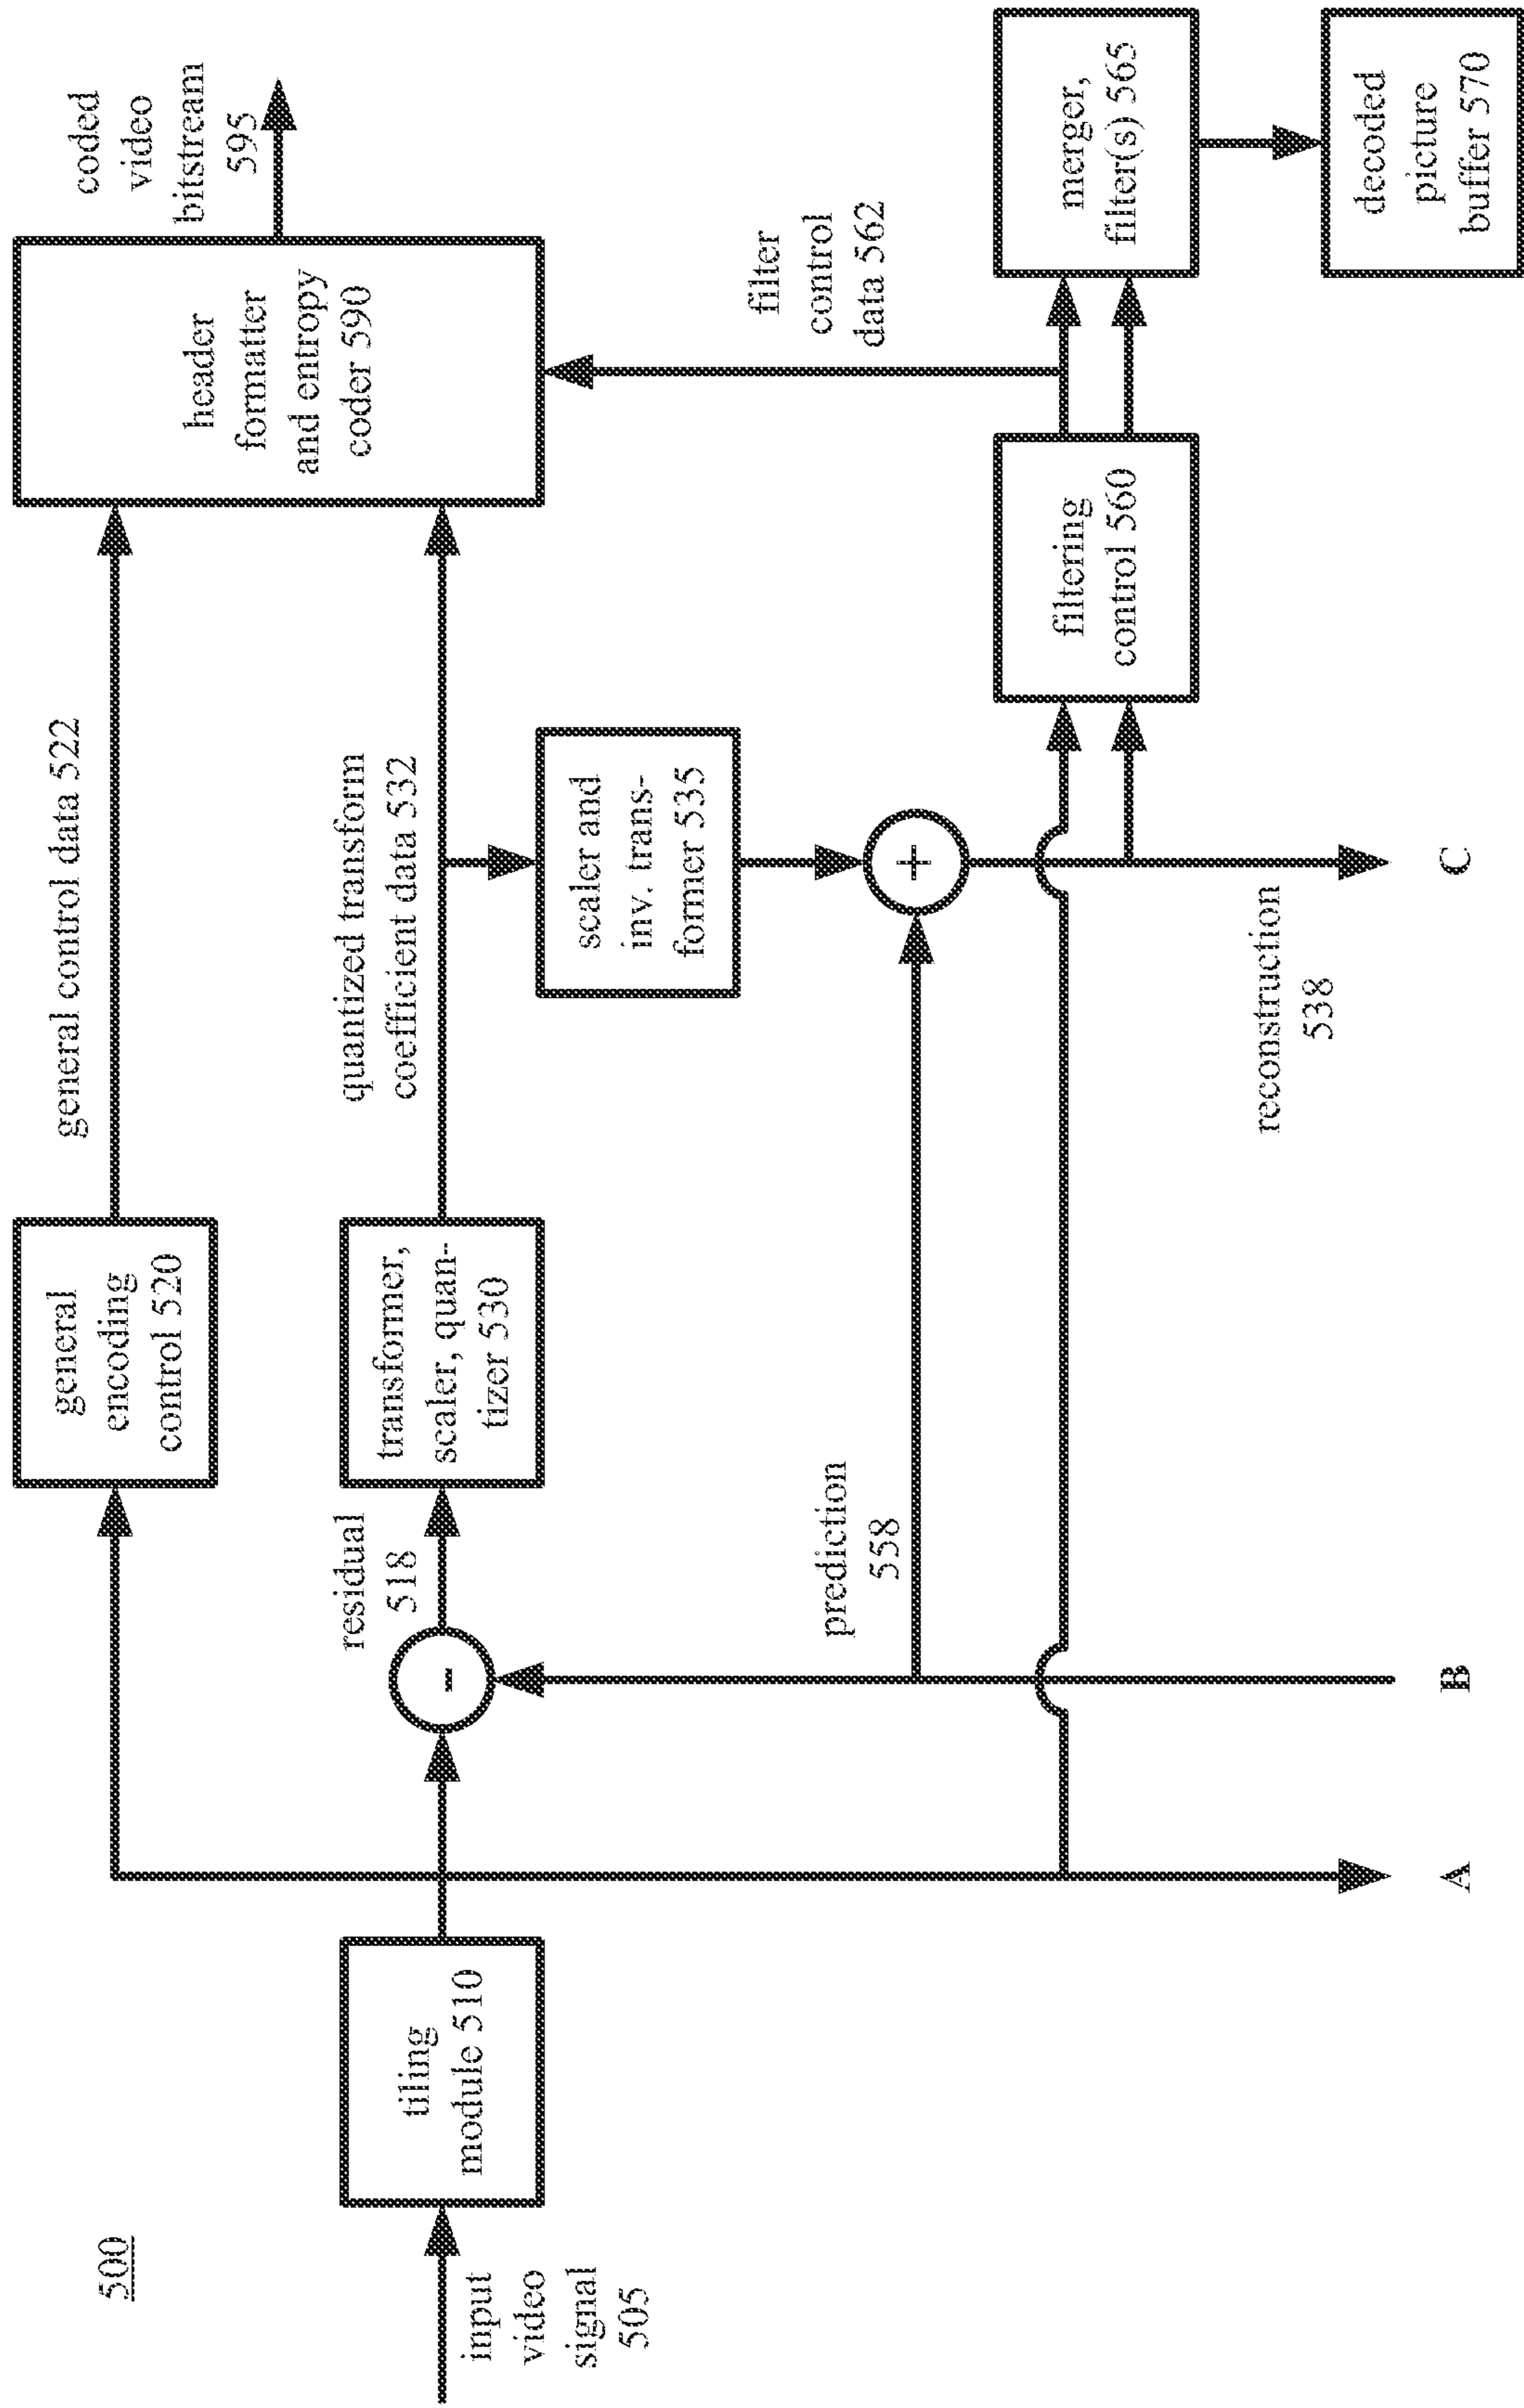 500
general
encoding
control 520
general control data 522
header
formatter
and entropy
coder 590
coded
video
bitstream
595
input
video
signal
505
tiling
module 510
-
residual
518
transformer,
scaler, quan-
tizer 530
quantized transform
coefficient data 532
scaler and
inv. trans-
former 535
prediction
558
+
filter
control
data 562
filtering
control 560
merger,
filter(s) 565
decoded
picture
buffer 570
reconstruction
538
A
B
C